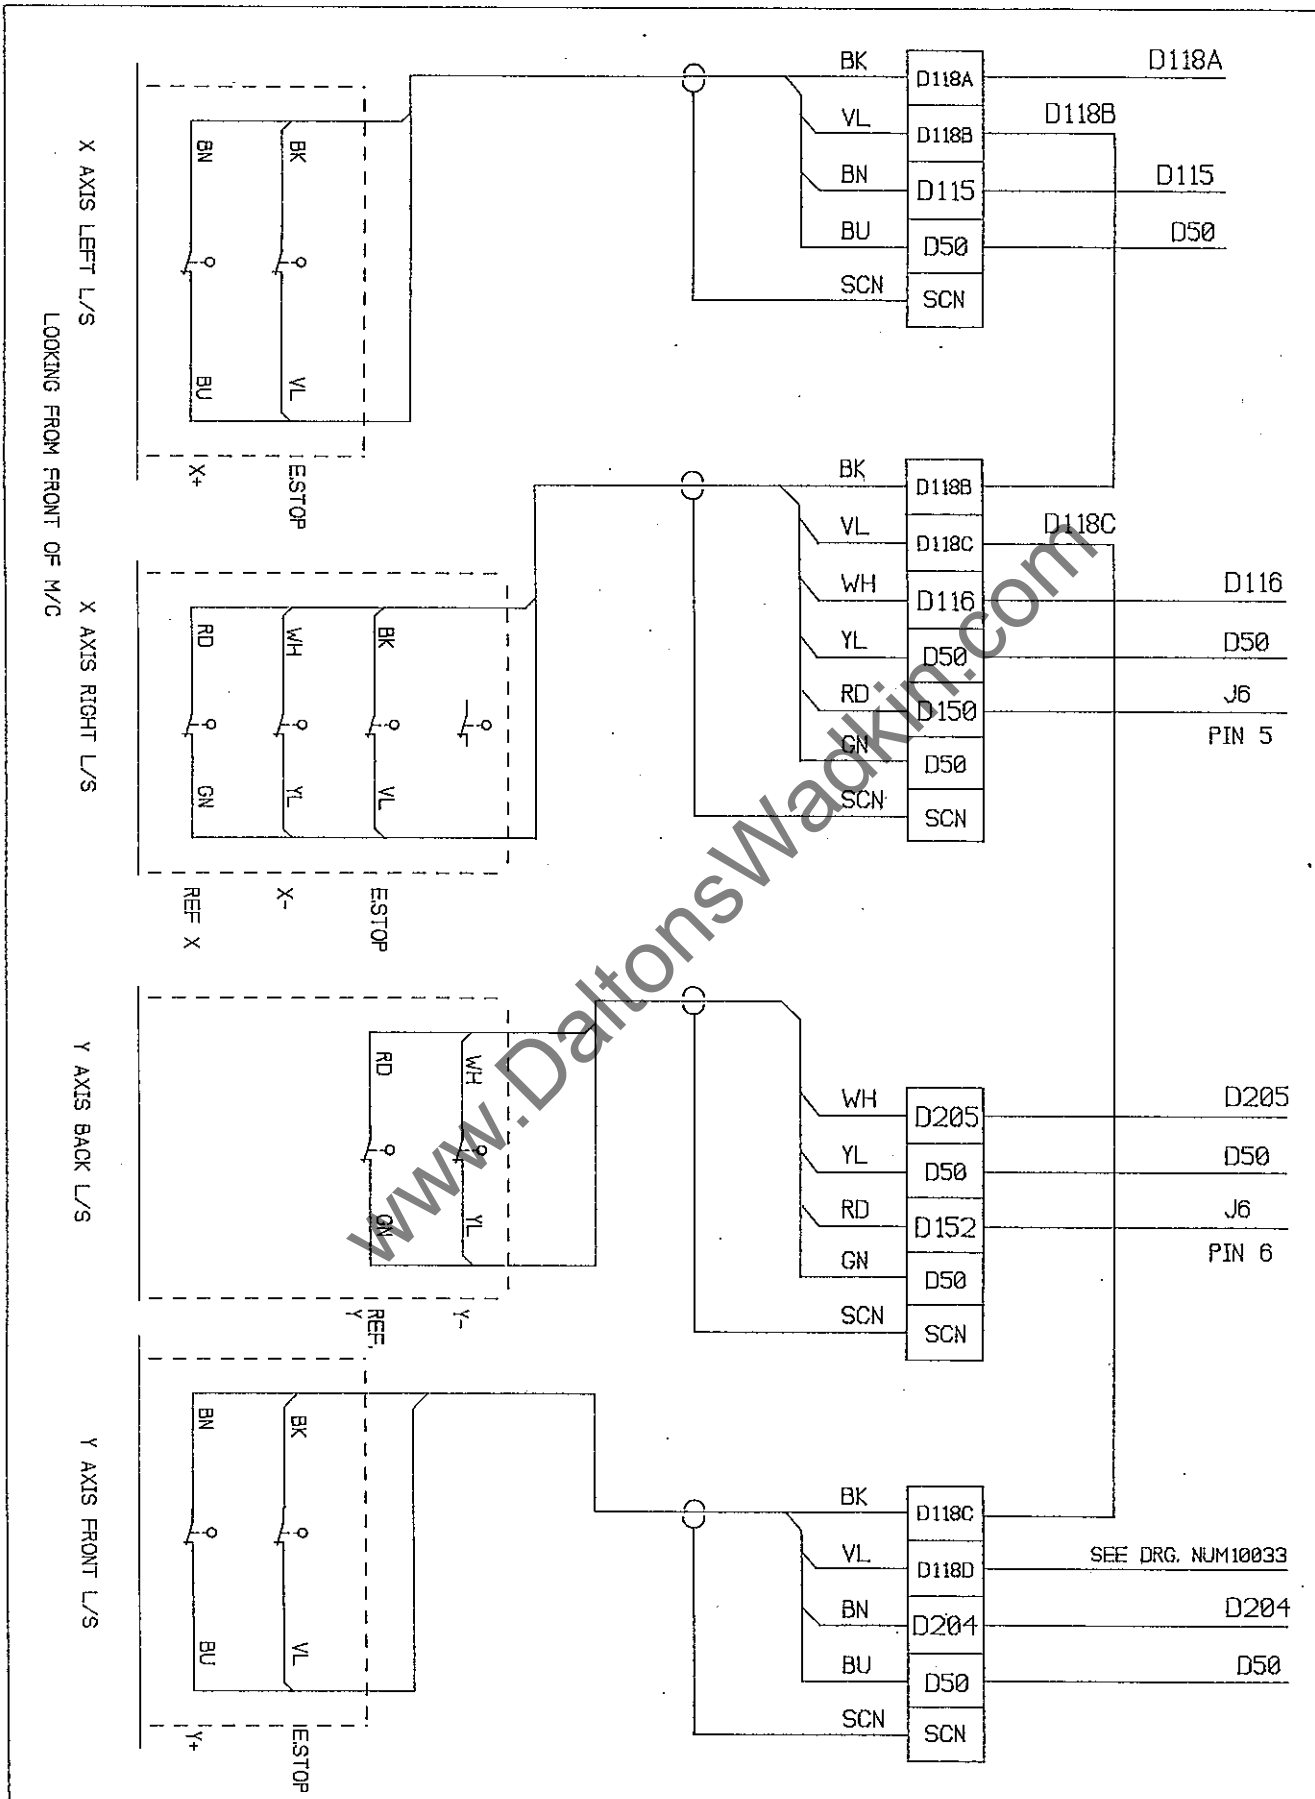 BK D118A D118A
D118B
VL D118B
BN D115 D115
BU D50 D50
SCN SCN
X AXIS LEFT L/S
BN BK
BU VL
X+ E.STOP
LOOKING FROM FRONT OF M/C
BK D118B
D118C
VL D118C
WH D116 D116
YL D50 D50
RD D150 J6
PIN 5
GN D50
SCN SCN
X AXIS RIGHT L/S
RD WH BK
GN YL VL
REF X X- E.STOP
WH D205 D205
YL D50 D50
RD D152 J6
PIN 6
GN D50
SCN SCN
Y AXIS BACK L/S
RD WH
GN YL
REF. Y Y-
BK D118C
VL D118D SEE DRG. NUM10033
BN D204 D204
BU D50 D50
SCN SCN
Y AXIS FRONT L/S
BN BK
BU VL
Y+ E.STOP
www.DaltonsWadkin.com